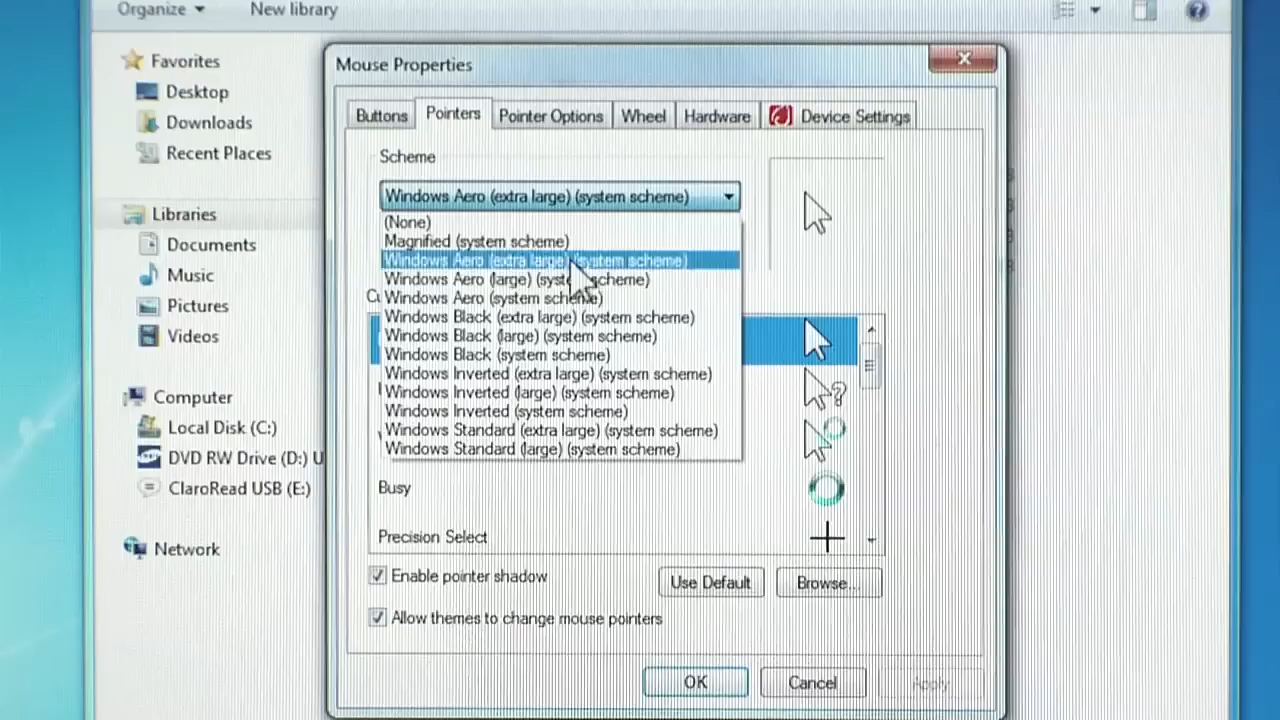 Organize New library
Mouse Properties
Favorites
Desktop
Downloads
Recent Places
Libraries
Documents
Music
Pictures
Videos
Computer
Local Disk (C:)
DVD RW Drive (D:) U
ClaroRead USB (E:)
Network
Buttons Pointers Pointer Options Wheel Hardware Device Settings
Scheme
Windows Aero (extra large) (system scheme)
(None)
Magnified (system scheme)
Windows Aero (extra large) (system scheme)
Windows Aero (large) (system scheme)
Windows Aero (system scheme)
Windows Black (extra large) (system scheme)
Windows Black (large) (system scheme)
Windows Black (system scheme)
Windows Inverted (extra large) (system scheme)
Windows Inverted (large) (system scheme)
Windows Inverted (system scheme)
Windows Standard (extra large) (system scheme)
Windows Standard (large) (system scheme)
Busy
Precision Select
Enable pointer shadow
Use Default Browse...
Allow themes to change mouse pointers
OK Cancel Apply